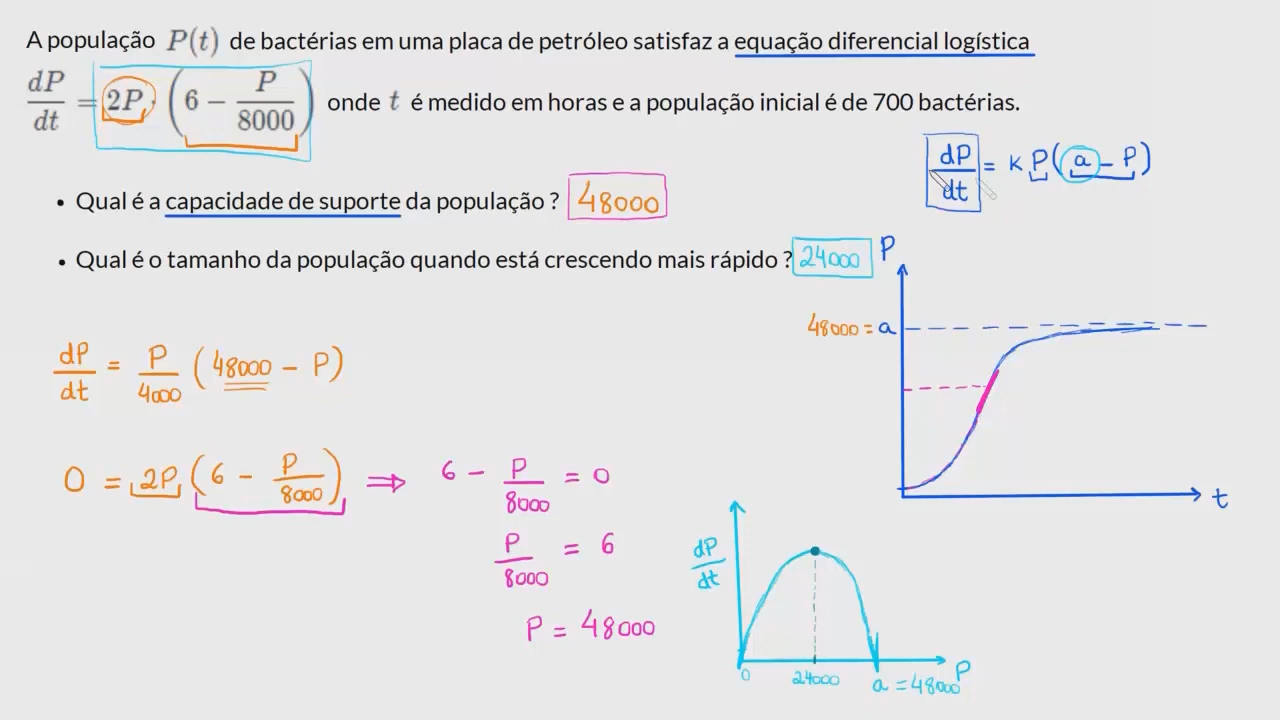 A população P(t) de bactérias em uma placa de petróleo satisfaz a equação diferencial logística
dP/dt = 2P · (6 − P/8000) onde t é medido em horas e a população inicial é de 700 bactérias.
dP/dt = K P(a − P)
• Qual é a capacidade de suporte da população ? 48000
• Qual é o tamanho da população quando está crescendo mais rápido ? 24000
P
48000 = a
t
dP/dt = P/4000 (48000 − P)
0 = 2P (6 − P/8000) ⟹ 6 − P/8000 = 0
P/8000 = 6
P = 48000
dP/dt
0 24000 a = 48000 P